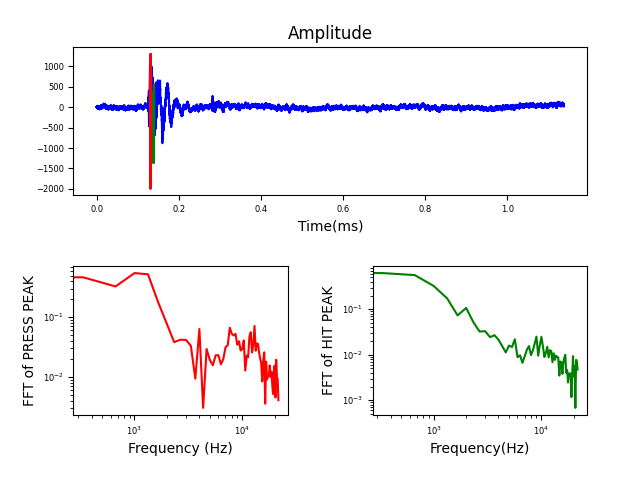 Amplitude
1000
500
0
−500
−1000
−1500
−2000
0.0 0.2 0.4 0.6 0.8 1.0
Time(ms)
FFT of PRESS PEAK
10⁻¹
10⁻²
10³ 10⁴
Frequency (Hz)
FFT of HIT PEAK
10⁻¹
10⁻²
10⁻³
10³ 10⁴
Frequency(Hz)